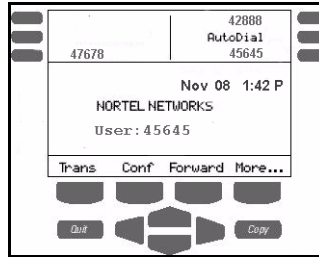 42888
AutoDial
47678 45645
Nov 08 1:42 P
NORTEL NETWORKS
User:45645
Trans Conf Forward More...
Quit Copy